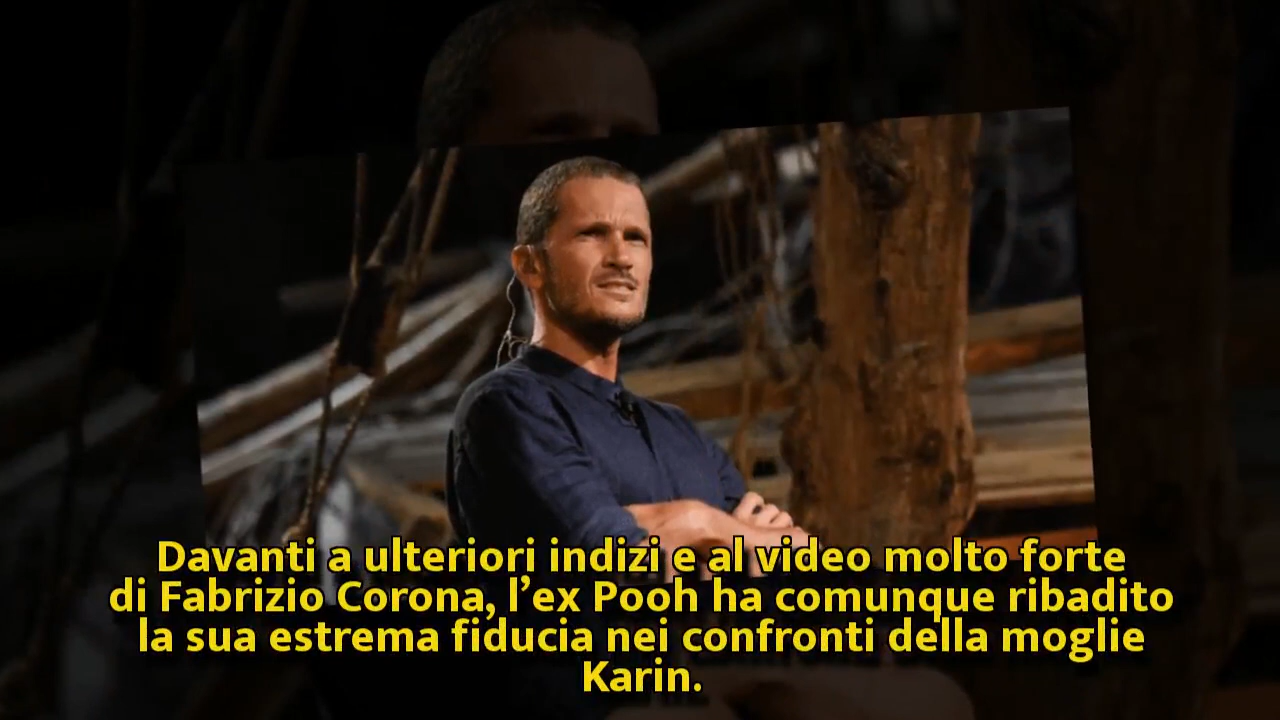 Davanti a ulteriori indizi e al video molto forte
di Fabrizio Corona, l’ex Pooh ha comunque ribadito
la sua estrema fiducia nei confronti della moglie
Karin.